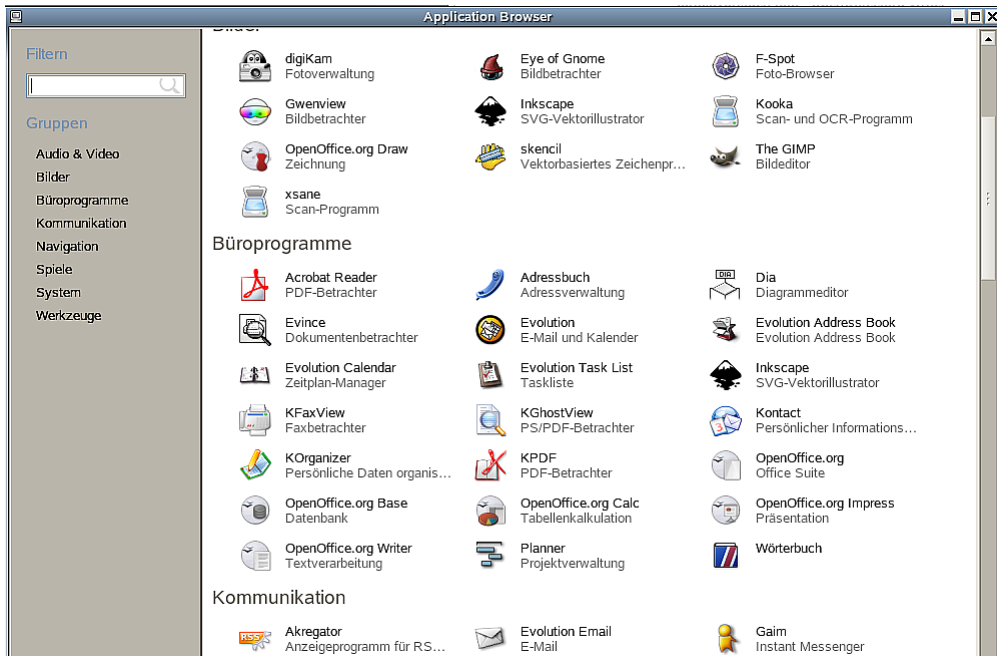 Application Browser
Filtern
Gruppen
Audio & Video
Bilder
Büroprogramme
Kommunikation
Navigation
Spiele
System
Werkzeuge
Bilder
digiKam
Fotoverwaltung
Eye of Gnome
Bildbetrachter
F-Spot
Foto-Browser
Gwenview
Bildbetrachter
Inkscape
SVG-Vektorillustrator
Kooka
Scan- und OCR-Programm
OpenOffice.org Draw
Zeichnung
skencil
Vektorbasiertes Zeichenpr...
The GIMP
Bildeditor
xsane
Scan-Programm
Büroprogramme
Acrobat Reader
PDF-Betrachter
Adressbuch
Adressverwaltung
DIA
Dia
Diagrammeditor
Evince
Dokumentenbetrachter
Evolution
E-Mail und Kalender
Evolution Address Book
Evolution Address Book
Evolution Calendar
Zeitplan-Manager
Evolution Task List
Taskliste
Inkscape
SVG-Vektorillustrator
KFaxView
Faxbetrachter
KGhostView
PS/PDF-Betrachter
3
Kontact
Persönlicher Informations...
KOrganizer
Persönliche Daten organis...
KPDF
PDF-Betrachter
OpenOffice.org
Office Suite
OpenOffice.org Base
Datenbank
OpenOffice.org Calc
Tabellenkalkulation
OpenOffice.org Impress
Präsentation
OpenOffice.org Writer
Textverarbeitung
Planner
Projektverwaltung
Wörterbuch
Kommunikation
RSS
Akregator
Anzeigeprogramm für RS...
Evolution Email
E-Mail
Gaim
Instant Messenger